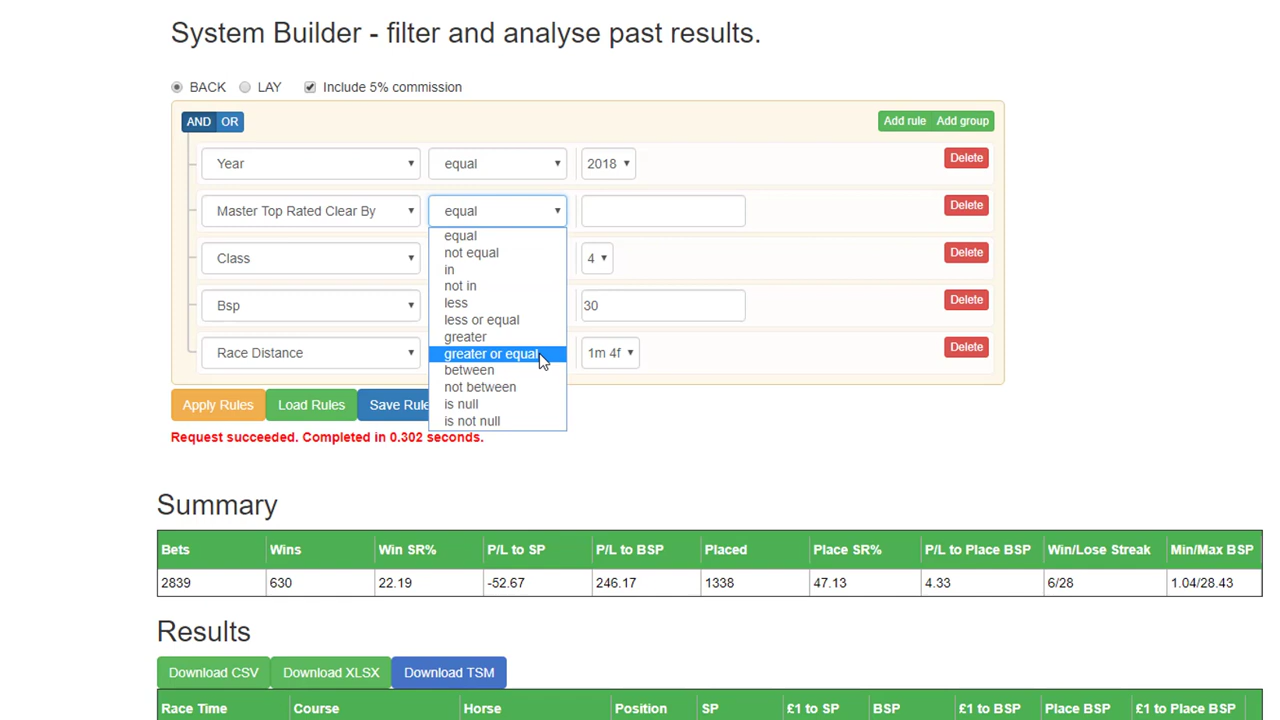 System Builder - filter and analyse past results.
BACK LAY Include 5% commission
AND OR Add rule Add group
Year equal 2018 Delete
Master Top Rated Clear By equal Delete
equal
not equal
in
not in
less
less or equal
greater
greater or equal
between
not between
is null
is not null
Class 4 Delete
Bsp 30 Delete
Race Distance 1m 4f Delete
Apply Rules Load Rules Save Rule
Request succeeded. Completed in 0.302 seconds.
Summary
Bets Wins Win SR% P/L to SP P/L to BSP Placed Place SR% P/L to Place BSP Win/Lose Streak Min/Max BSP
2839 630 22.19 -52.67 246.17 1338 47.13 4.33 6/28 1.04/28.43
Results
Download CSV Download XLSX Download TSM
Race Time Course Horse Position SP £1 to SP BSP £1 to BSP Place BSP £1 to Place BSP